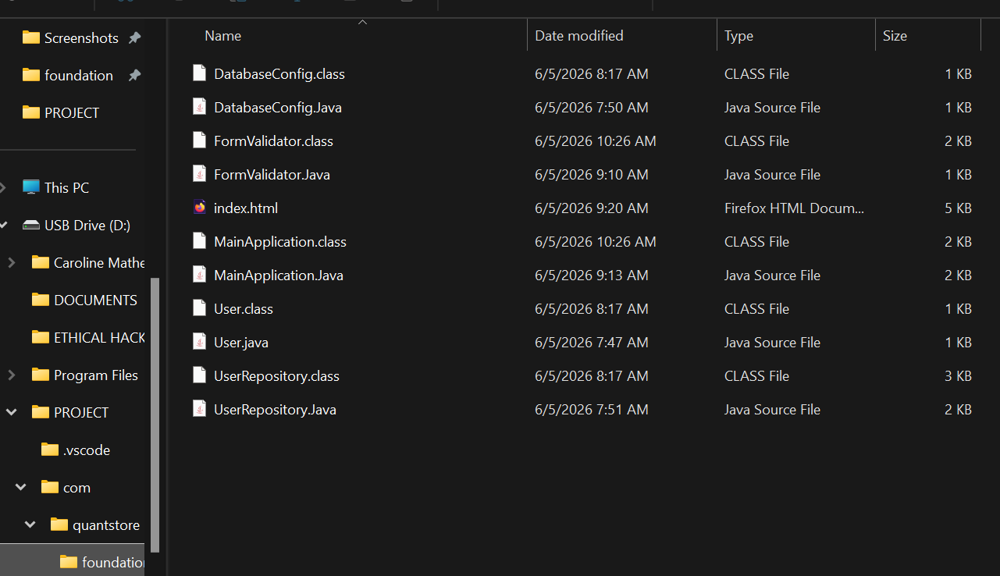 Screenshots
foundation
PROJECT
This PC
USB Drive (D:)
Caroline Mathe
DOCUMENTS
ETHICAL HACK
Program Files
PROJECT
.vscode
com
quantstore
foundation
Name Date modified Type Size
DatabaseConfig.class 6/5/2026 8:17 AM CLASS File 1 KB
DatabaseConfig.Java 6/5/2026 7:50 AM Java Source File 1 KB
FormValidator.class 6/5/2026 10:26 AM CLASS File 2 KB
FormValidator.Java 6/5/2026 9:10 AM Java Source File 1 KB
index.html 6/5/2026 9:20 AM Firefox HTML Docum... 5 KB
MainApplication.class 6/5/2026 10:26 AM CLASS File 2 KB
MainApplication.Java 6/5/2026 9:13 AM Java Source File 2 KB
User.class 6/5/2026 8:17 AM CLASS File 1 KB
User.java 6/5/2026 7:47 AM Java Source File 1 KB
UserRepository.class 6/5/2026 8:17 AM CLASS File 3 KB
UserRepository.Java 6/5/2026 7:51 AM Java Source File 2 KB